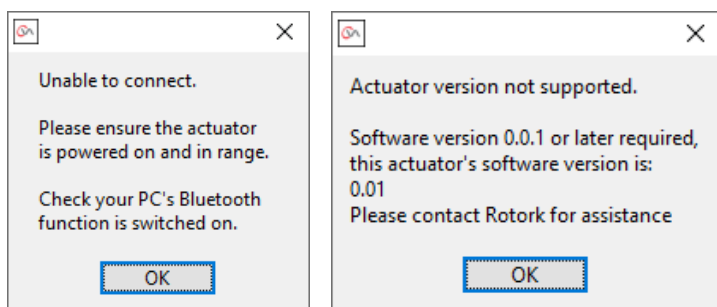 Unable to connect.
Please ensure the actuator
is powered on and in range.
Check your PC's Bluetooth
function is switched on.
OK
Actuator version not supported.
Software version 0.0.1 or later required,
this actuator's software version is:
0.01
Please contact Rotork for assistance
OK